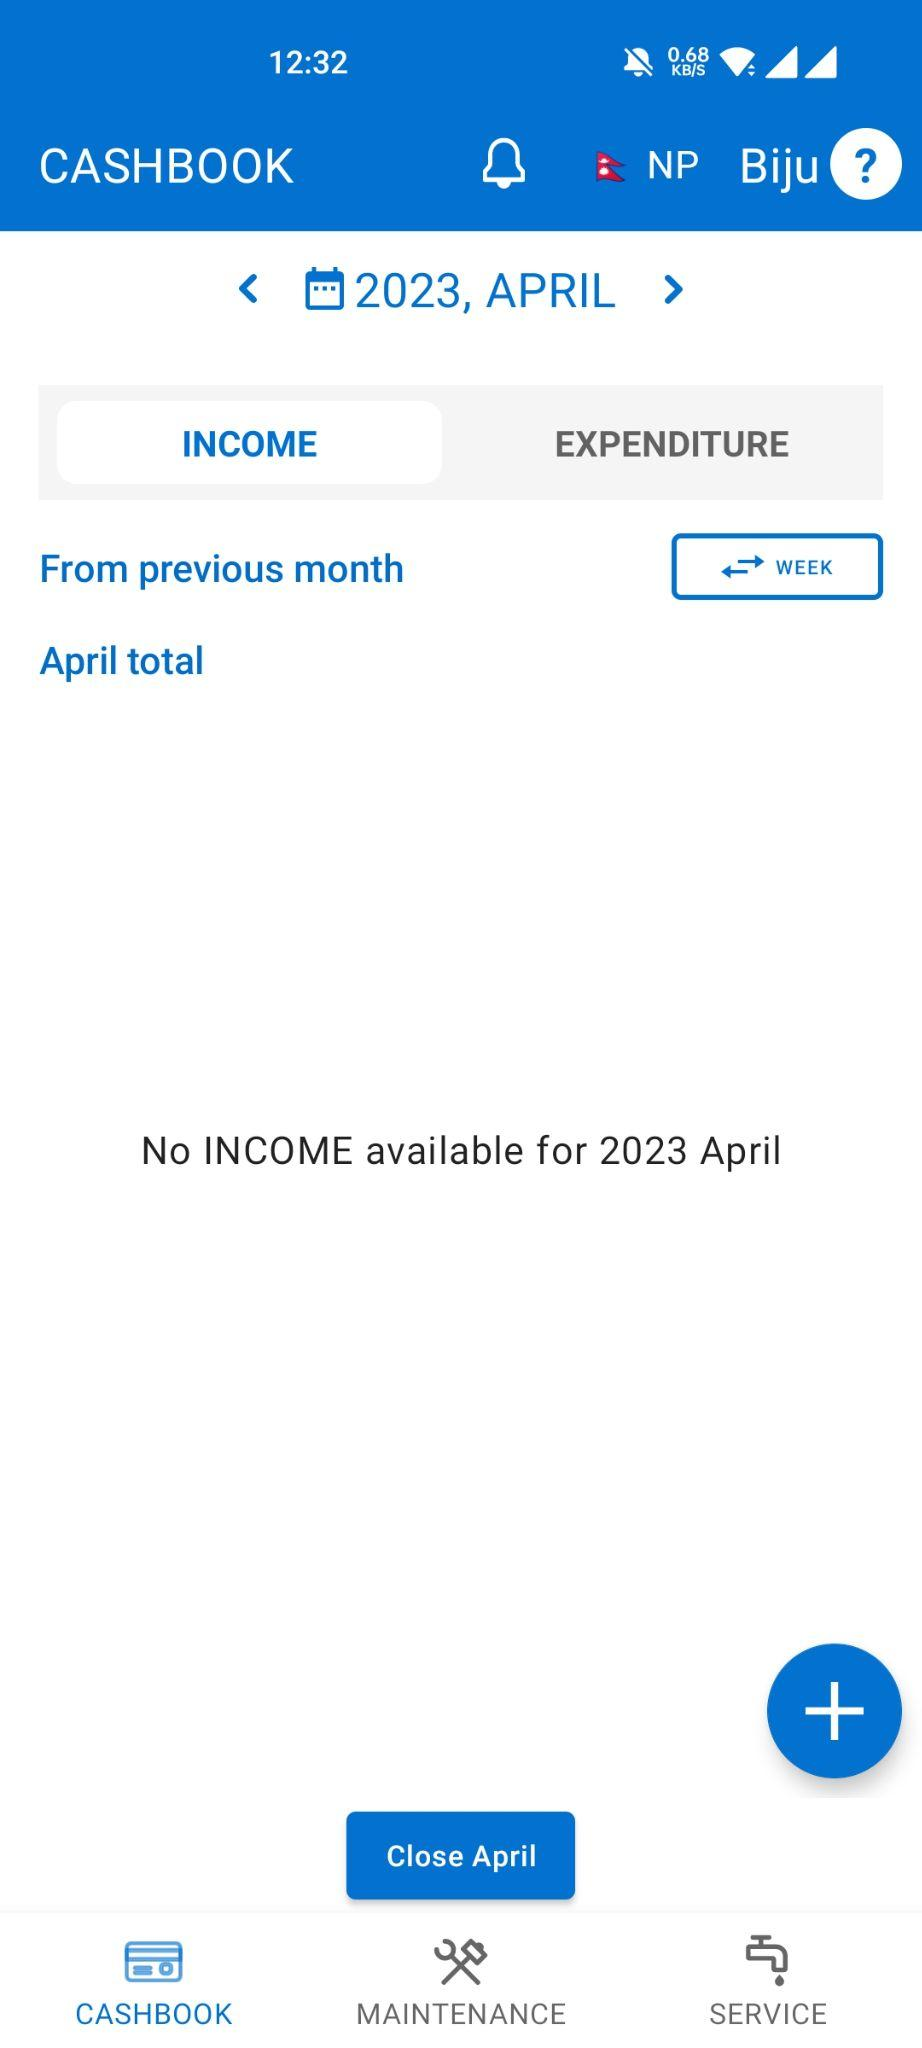 12:32
0.68
KB/S
CASHBOOK
NP
Biju
?
2023, APRIL
INCOME
EXPENDITURE
From previous month
WEEK
April total
No INCOME available for 2023 April
Close April
CASHBOOK
MAINTENANCE
SERVICE